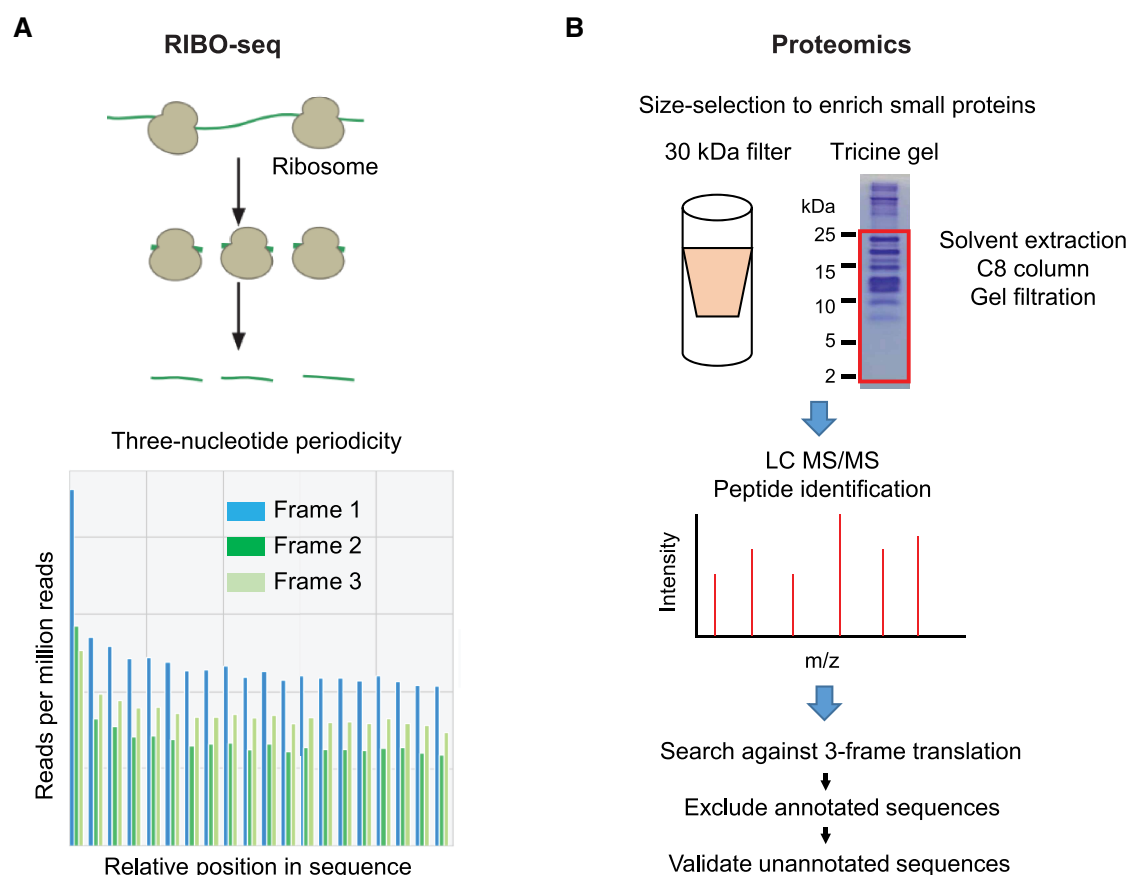 A
RIBO-seq
Ribosome
Three-nucleotide periodicity
Frame 1
Frame 2
Frame 3
Reads per million reads
Relative position in sequence
B
Proteomics
Size-selection to enrich small proteins
30 kDa filter
Tricine gel
kDa
25
15
10
5
2
Solvent extraction
C8 column
Gel filtration
LC MS/MS
Peptide identification
Intensity
m/z
Search against 3-frame translation
Exclude annotated sequences
Validate unannotated sequences